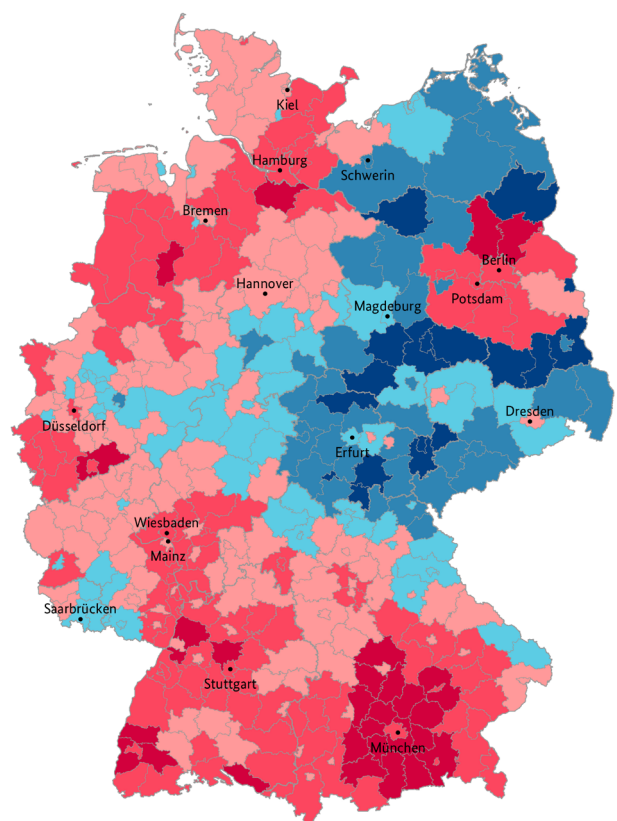 Kiel
Hamburg
Schwerin
Bremen
Berlin
Hannover
Potsdam
Magdeburg
Düsseldorf
Dresden
Erfurt
Wiesbaden
Mainz
Saarbrücken
Stuttgart
München